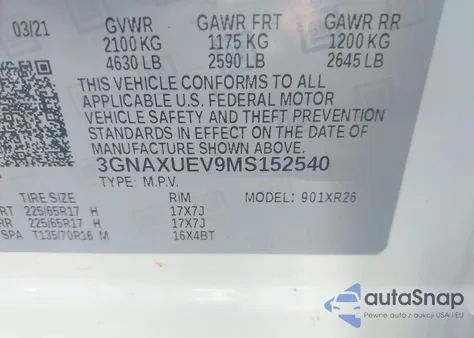 03/21 GVWR GAWR FRT GAWR RR
2100 KG 1175 KG 1200 KG
4630 LB 2590 LB 2645 LB
THIS VEHICLE CONFORMS TO ALL
APPLICABLE U.S. FEDERAL MOTOR
VEHICLE SAFETY AND THEFT PREVENTION
STANDARDS IN EFFECT ON THE DATE OF
MANUFACTURE SHOWN ABOVE.
3GNAXUEV9MS152540
TYPE: M.P.V. MODEL: 901XR26
TIRE SIZE RIM
RT 225/65R17 H 17X7J
RR 225/65R17 H 17X7J
SPA T135/70R16 M 16X4BT
autoSnap
Pewne auta z aukcji USA i EU